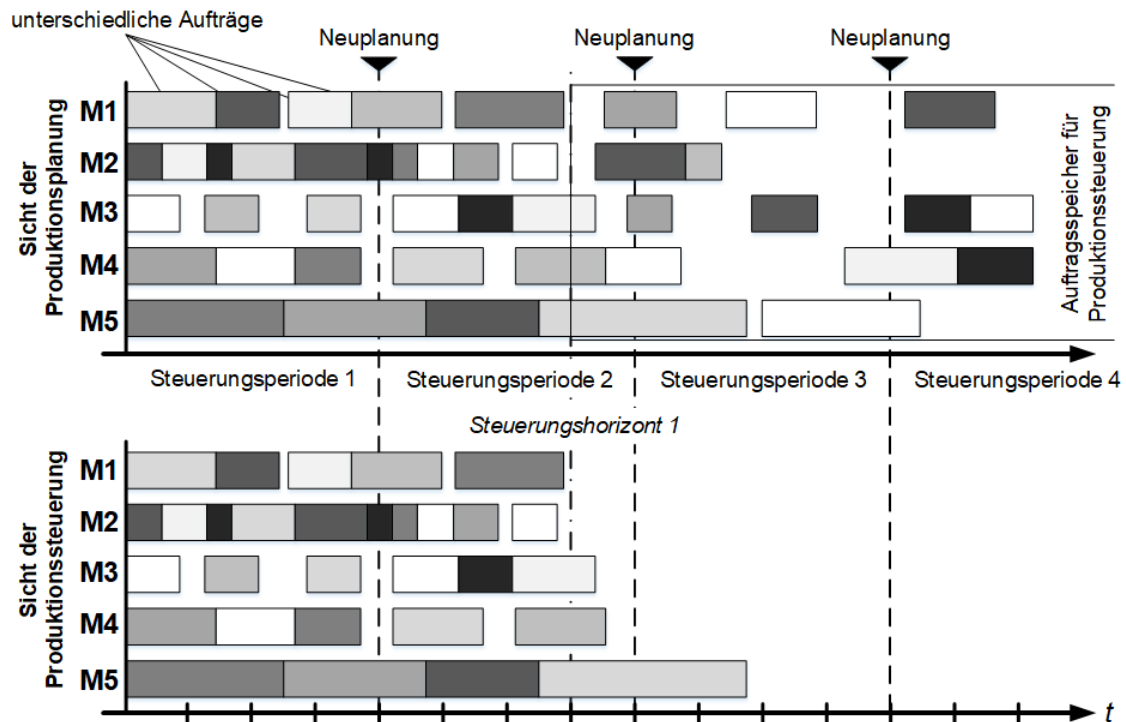 unterschiedliche Aufträge
Neuplanung
Neuplanung
Neuplanung
Sicht der
Produktionsplanung
M1
M2
M3
M4
M5
Auftragsspeicher für
Produktionssteuerung
Steuerungsperiode 1
Steuerungsperiode 2
Steuerungsperiode 3
Steuerungsperiode 4
Steuerungshorizont 1
Sicht der
Produktionssteuerung
M1
M2
M3
M4
M5
t